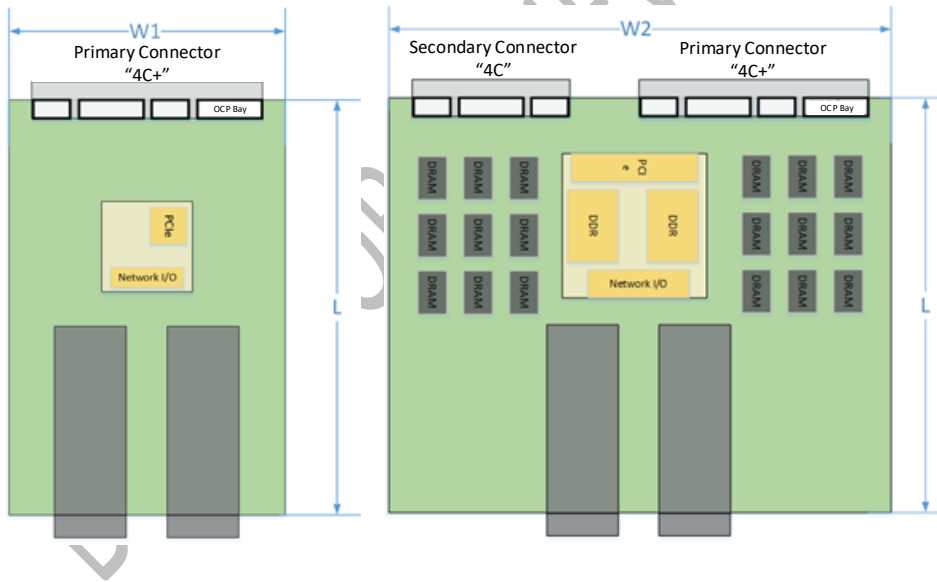 W1
Primary Connector
“4C+”
OCP Bay
PCIe
Network I/O
L
W2
Secondary Connector
“4C”
Primary Connector
“4C+”
OCP Bay
DRAM DRAM DRAM
DRAM DRAM DRAM
DRAM DRAM DRAM
PCI
e
DDR DDR
Network I/O
DRAM DRAM DRAM
DRAM DRAM DRAM
DRAM DRAM DRAM
L